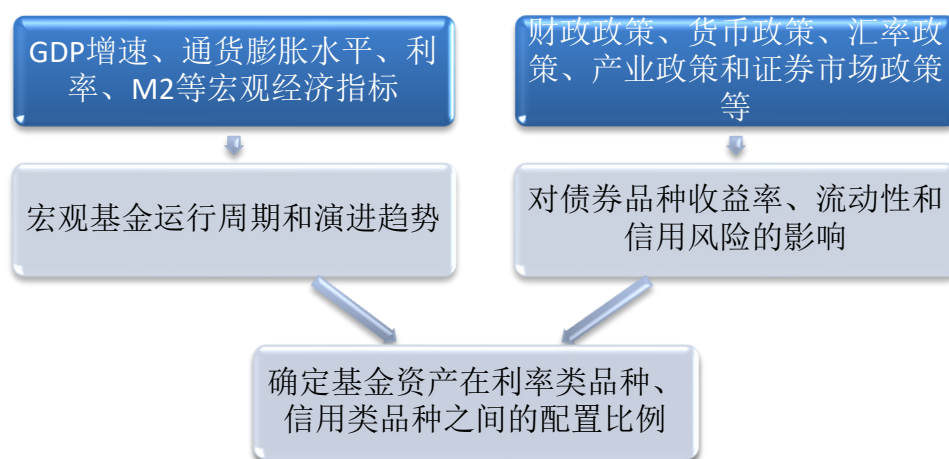 GDP增速、通货膨胀水平、利
率、M2等宏观经济指标
财政政策、货币政策、汇率政
策、产业政策和证券市场政策
等
宏观基金运行周期和演进趋势
对债券品种收益率、流动性和
信用风险的影响
确定基金资产在利率类品种、
信用类品种之间的配置比例